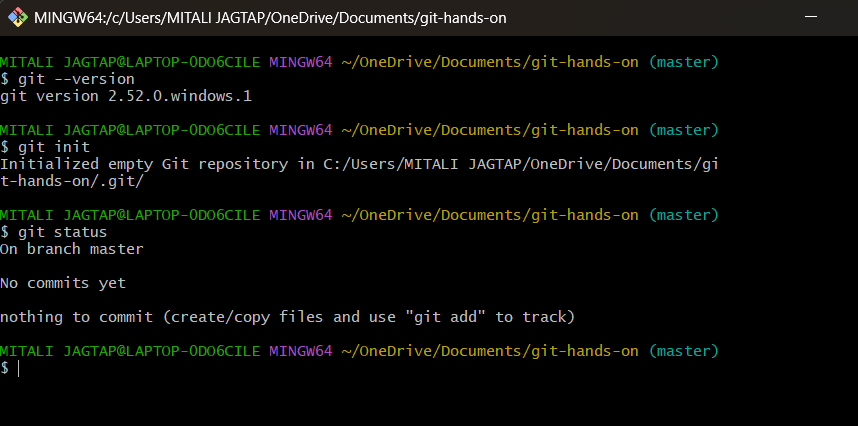 MINGW64:/c/Users/MITALI JAGTAP/OneDrive/Documents/git-hands-on
MITALI JAGTAP@LAPTOP-0DO6CILE MINGW64 ~/OneDrive/Documents/git-hands-on (master)
$ git --version
git version 2.52.0.windows.1
MITALI JAGTAP@LAPTOP-0DO6CILE MINGW64 ~/OneDrive/Documents/git-hands-on (master)
$ git init
Initialized empty Git repository in C:/Users/MITALI JAGTAP/OneDrive/Documents/gi
t-hands-on/.git/
MITALI JAGTAP@LAPTOP-0DO6CILE MINGW64 ~/OneDrive/Documents/git-hands-on (master)
$ git status
On branch master
No commits yet
nothing to commit (create/copy files and use "git add" to track)
MITALI JAGTAP@LAPTOP-0DO6CILE MINGW64 ~/OneDrive/Documents/git-hands-on (master)
$